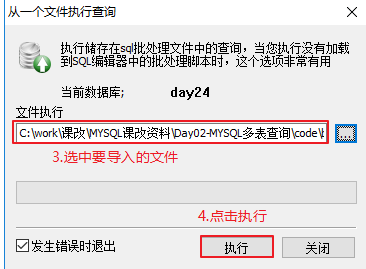 从一个文件执行查询
执行储存在sql批处理文件中的查询，当您执行没有加载
到SQL编辑器中的批处理脚本时，这个选项非常有用
当前数据库; day24
文件执行
C:\work\课改\MYSQL课改资料\Day02-MYSQL多表查询\code\ ...
3.选中要导入的文件
4.点击执行
发生错误时退出 执行 关闭